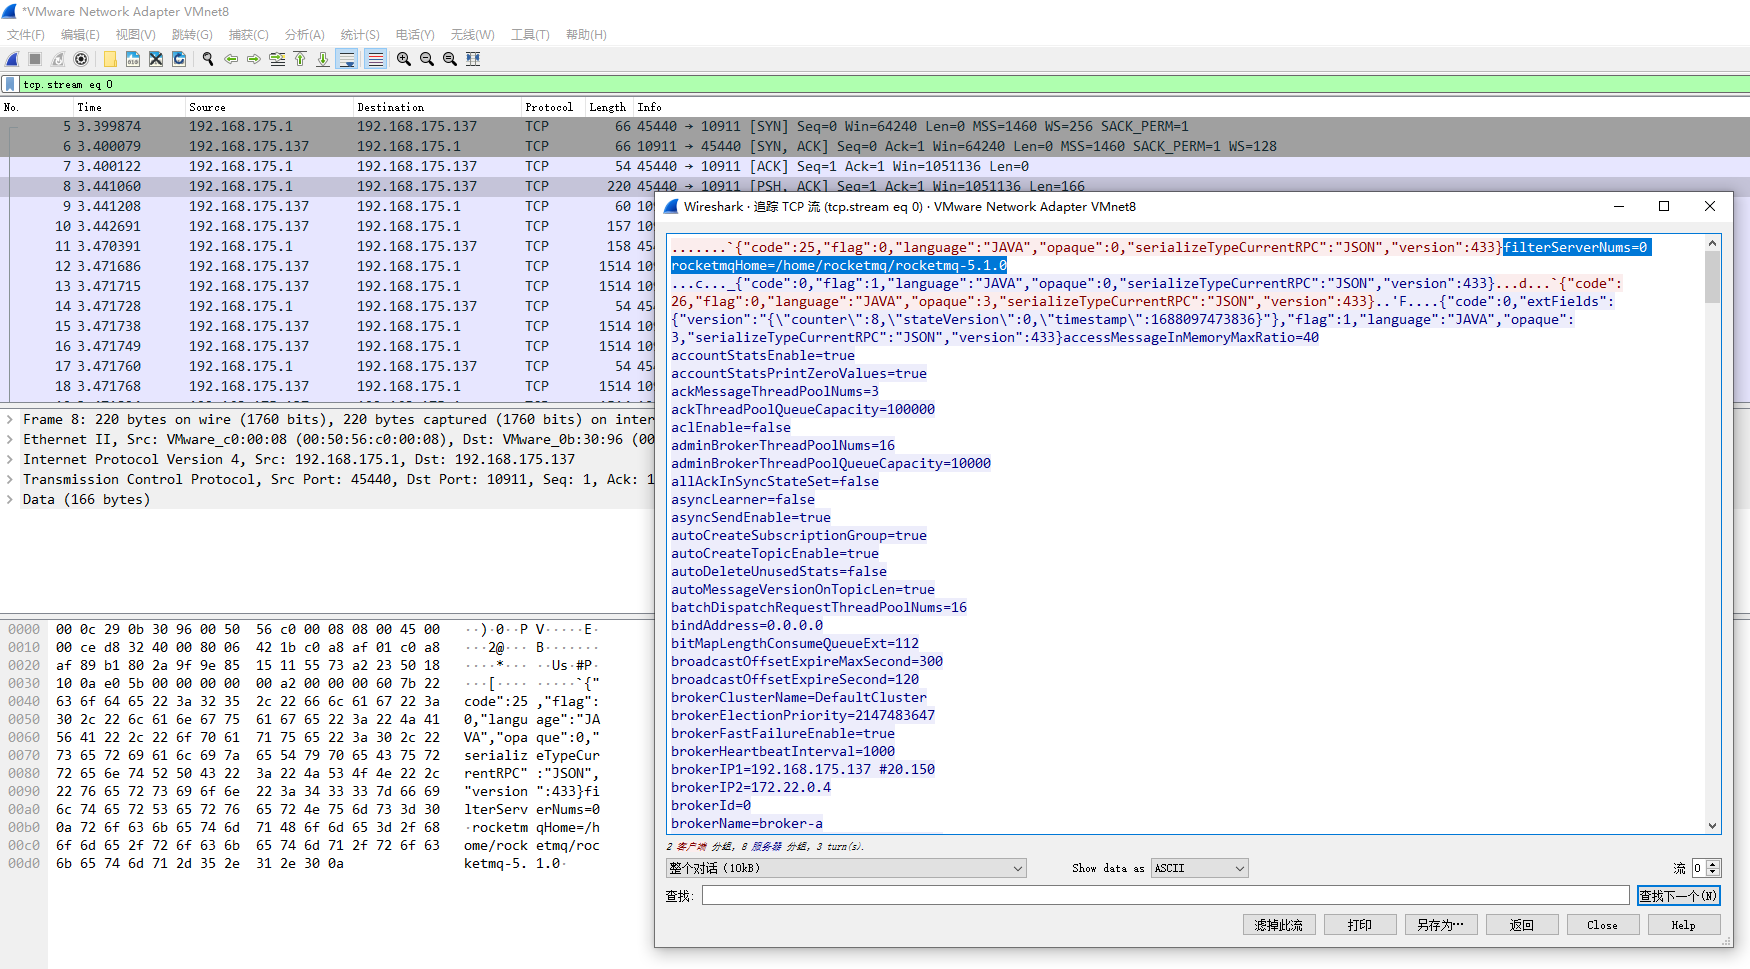 *VMware Network Adapter VMnet8
文件(F) 编辑(E) 视图(V) 跳转(G) 捕获(C) 分析(A) 统计(S) 电话(Y) 无线(W) 工具(T) 帮助(H)
tcp.stream eq 0
No. Time Source Destination Protocol Length Info
5 3.399874 192.168.175.1 192.168.175.137 TCP 66 45440 → 10911 [SYN] Seq=0 Win=64240 Len=0 MSS=1460 WS=256 SACK_PERM=1
6 3.400079 192.168.175.137 192.168.175.1 TCP 66 10911 → 45440 [SYN, ACK] Seq=0 Ack=1 Win=64240 Len=0 MSS=1460 SACK_PERM=1 WS=128
7 3.400122 192.168.175.1 192.168.175.137 TCP 54 45440 → 10911 [ACK] Seq=1 Ack=1 Win=1051136 Len=0
8 3.441060 192.168.175.1 192.168.175.137 TCP 220 45440 → 10911 [PSH, ACK] Seq=1 Ack=1 Win=1051136 Len=166
9 3.441208 192.168.175.137 192.168.175.1 TCP 60 10
10 3.442691 192.168.175.137 192.168.175.1 TCP 157 10
11 3.470391 192.168.175.1 192.168.175.137 TCP 158 45
12 3.471686 192.168.175.137 192.168.175.1 TCP 1514 10
13 3.471715 192.168.175.137 192.168.175.1 TCP 1514 10
14 3.471728 192.168.175.1 192.168.175.137 TCP 54 45
15 3.471738 192.168.175.137 192.168.175.1 TCP 1514 10
16 3.471749 192.168.175.137 192.168.175.1 TCP 1514 10
17 3.471760 192.168.175.1 192.168.175.137 TCP 54 45
18 3.471768 192.168.175.137 192.168.175.1 TCP 1514 10
Frame 8: 220 bytes on wire (1760 bits), 220 bytes captured (1760 bits) on inter
Ethernet II, Src: VMware_c0:00:08 (00:50:56:c0:00:08), Dst: VMware_0b:30:96 (00
Internet Protocol Version 4, Src: 192.168.175.1, Dst: 192.168.175.137
Transmission Control Protocol, Src Port: 45440, Dst Port: 10911, Seq: 1, Ack: 1
Data (166 bytes)
0000 00 0c 29 0b 30 96 00 50 56 c0 00 08 08 00 45 00 ··)·0··P V·····E·
0010 00 ce d8 32 40 00 80 06 42 1b c0 a8 af 01 c0 a8 ···2@··· B·······
0020 af 89 b1 80 2a 9f 9e 85 15 11 55 73 a2 23 50 18 ····*··· ··Us·#P·
0030 10 0a e0 5b 00 00 00 00 00 a2 00 00 00 60 7b 22 ···[···· ·····`{"
0040 63 6f 64 65 22 3a 32 35 2c 22 66 6c 61 67 22 3a code":25 ,"flag":
0050 30 2c 22 6c 61 6e 67 75 61 67 65 22 3a 22 4a 41 0,"langu age":"JA
0060 56 41 22 2c 22 6f 70 61 71 75 65 22 3a 30 2c 22 VA","opa que":0,"
0070 73 65 72 69 61 6c 69 7a 65 54 79 70 65 43 75 72 serializ eTypeCur
0080 72 65 6e 74 52 50 43 22 3a 22 4a 53 4f 4e 22 2c rentRPC" :"JSON",
0090 22 76 65 72 73 69 6f 6e 22 3a 34 33 33 7d 66 69 "version ":433}fi
00a0 6c 74 65 72 53 65 72 76 65 72 4e 75 6d 73 3d 30 lterServ erNums=0
00b0 0a 72 6f 63 6b 65 74 6d 71 48 6f 6d 65 3d 2f 68 ·rocketm qHome=/h
00c0 6f 6d 65 2f 72 6f 63 6b 65 74 6d 71 2f 72 6f 63 ome/rock etmq/roc
00d0 6b 65 74 6d 71 2d 35 2e 31 2e 30 0a ketmq-5. 1.0·
Wireshark · 追踪 TCP 流 (tcp.stream eq 0) · VMware Network Adapter VMnet8
.......`{"code":25,"flag":0,"language":"JAVA","opaque":0,"serializeTypeCurrentRPC":"JSON","version":433}filterServerNums=0
rocketmqHome=/home/rocketmq/rocketmq-5.1.0
...c..._{"code":0,"flag":1,"language":"JAVA","opaque":0,"serializeTypeCurrentRPC":"JSON","version":433}...d...`{"code":
26,"flag":0,"language":"JAVA","opaque":3,"serializeTypeCurrentRPC":"JSON","version":433}..'F....{"code":0,"extFields":
{"version":"{\"counter\":8,\"stateVersion\":0,\"timestamp\":1688097473836}"},"flag":1,"language":"JAVA","opaque":
3,"serializeTypeCurrentRPC":"JSON","version":433}accessMessageInMemoryMaxRatio=40
accountStatsEnable=true
accountStatsPrintZeroValues=true
ackMessageThreadPoolNums=3
ackThreadPoolQueueCapacity=100000
aclEnable=false
adminBrokerThreadPoolNums=16
adminBrokerThreadPoolQueueCapacity=10000
allAckInSyncStateSet=false
asyncLearner=false
asyncSendEnable=true
autoCreateSubscriptionGroup=true
autoCreateTopicEnable=true
autoDeleteUnusedStats=false
autoMessageVersionOnTopicLen=true
batchDispatchRequestThreadPoolNums=16
bindAddress=0.0.0.0
bitMapLengthConsumeQueueExt=112
broadcastOffsetExpireMaxSecond=300
broadcastOffsetExpireSecond=120
brokerClusterName=DefaultCluster
brokerElectionPriority=2147483647
brokerFastFailureEnable=true
brokerHeartbeatInterval=1000
brokerIP1=192.168.175.137 #20.150
brokerIP2=172.22.0.4
brokerId=0
brokerName=broker-a
2 客户端 分组, 8 服务器 分组, 3 turn(s).
整个对话 (10kB) Show data as ASCII 流 0
查找: 查找下一个(N)
滤掉此流 打印 另存为… 返回 Close Help